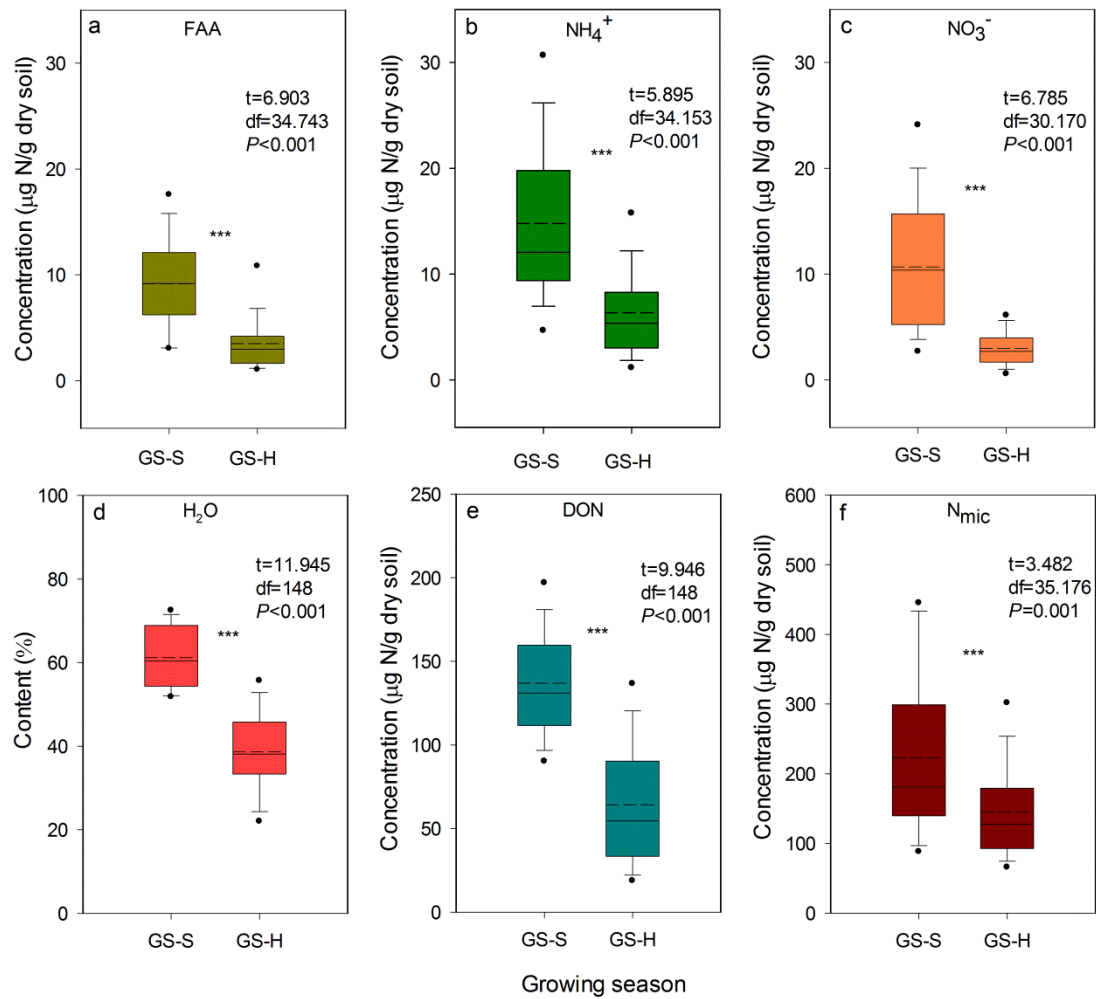 a FAA
Concentration (µg N/g dry soil)
30
20
10
0
t=6.903
df=34.743
P<0.001
***
GS-S GS-H
b NH₄⁺
Concentration (µg N/g dry soil)
30
20
10
0
t=5.895
df=34.153
P<0.001
***
GS-S GS-H
c NO₃⁻
Concentration (µg N/g dry soil)
30
20
10
0
t=6.785
df=30.170
P<0.001
***
GS-S GS-H
d H₂O
Content (%)
100
80
60
40
20
0
t=11.945
df=148
P<0.001
***
GS-S GS-H
e DON
Concentration (µg N/g dry soil)
250
200
150
100
50
0
t=9.946
df=148
P<0.001
***
GS-S GS-H
f Nmic
Concentration (µg N/g dry soil)
600
500
400
300
200
100
0
t=3.482
df=35.176
P=0.001
***
GS-S GS-H
Growing season